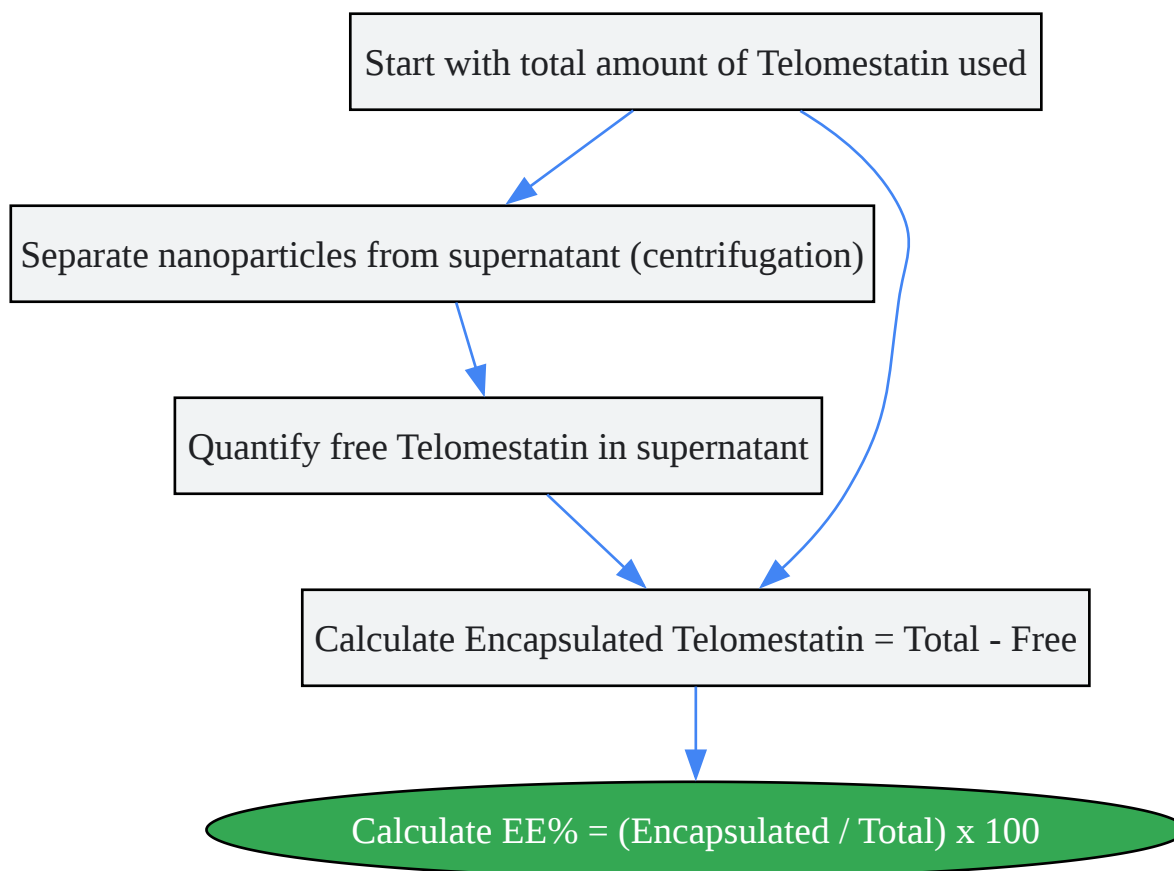 Start with total amount of Telomestatin used
Separate nanoparticles from supernatant (centrifugation)
Quantify free Telomestatin in supernatant
Calculate Encapsulated Telomestatin = Total - Free
Calculate EE% = (Encapsulated / Total) x 100